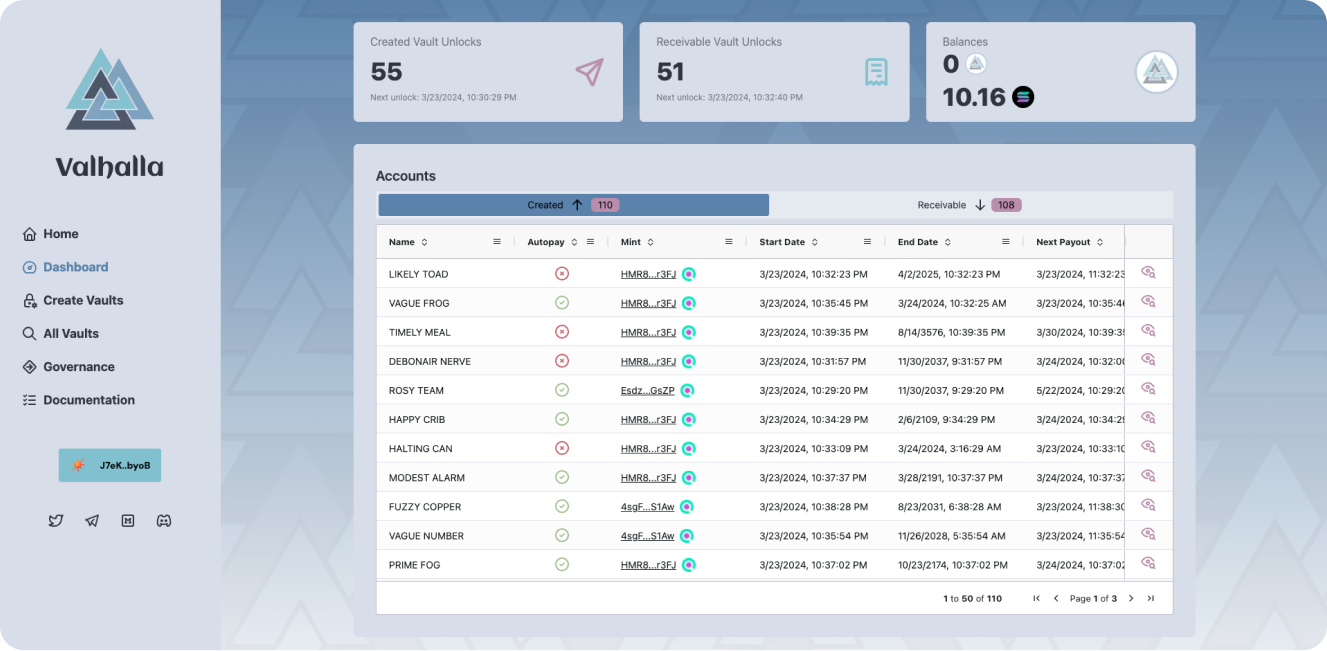 Valhalla
Home
Dashboard
Create Vaults
All Vaults
Governance
Documentation
J7eK..byoB
Created Vault Unlocks
55
Next unlock: 3/23/2024, 10:30:29 PM
Receivable Vault Unlocks
51
Next unlock: 3/23/2024, 10:32:40 PM
Balances
0
10.16
Accounts
Created 110 Receivable 108
Name Autopay Mint Start Date End Date Next Payout
LIKELY TOAD HMR8...r3FJ 3/23/2024, 10:32:23 PM 4/2/2025, 10:32:23 PM 3/23/2024, 11:32:23
VAGUE FROG HMR8...r3FJ 3/23/2024, 10:35:45 PM 3/24/2024, 10:32:25 AM 3/23/2024, 10:35:46
TIMELY MEAL HMR8...r3FJ 3/23/2024, 10:39:35 PM 8/14/3576, 10:39:35 PM 3/30/2024, 10:39:35
DEBONAIR NERVE HMR8...r3FJ 3/23/2024, 10:31:57 PM 11/30/2037, 9:31:57 PM 3/24/2024, 10:32:00
ROSY TEAM Esdz...GsZP 3/23/2024, 10:29:20 PM 11/30/2037, 9:29:20 PM 5/22/2024, 10:29:20
HAPPY CRIB HMR8...r3FJ 3/23/2024, 10:34:29 PM 2/6/2109, 9:34:29 PM 3/24/2024, 10:34:29
HALTING CAN HMR8...r3FJ 3/23/2024, 10:33:09 PM 3/24/2024, 3:16:29 AM 3/23/2024, 10:33:10
MODEST ALARM HMR8...r3FJ 3/23/2024, 10:37:37 PM 3/28/2191, 10:37:37 PM 3/24/2024, 10:37:37
FUZZY COPPER 4sgF...S1Aw 3/23/2024, 10:38:28 PM 8/23/2031, 6:38:28 AM 3/23/2024, 11:38:30
VAGUE NUMBER 4sgF...S1Aw 3/23/2024, 10:35:54 PM 11/26/2028, 5:35:54 AM 3/23/2024, 11:35:54
PRIME FOG HMR8...r3FJ 3/23/2024, 10:37:02 PM 10/23/2174, 10:37:02 PM 3/24/2024, 10:37:02
1 to 50 of 110 Page 1 of 3